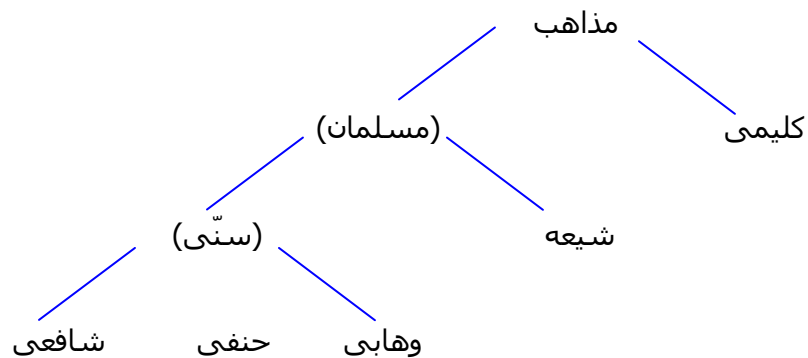 مذاهب
کلیمی (مسلمان)
شیعه (سنّی)
وهابی حنفی شافعی